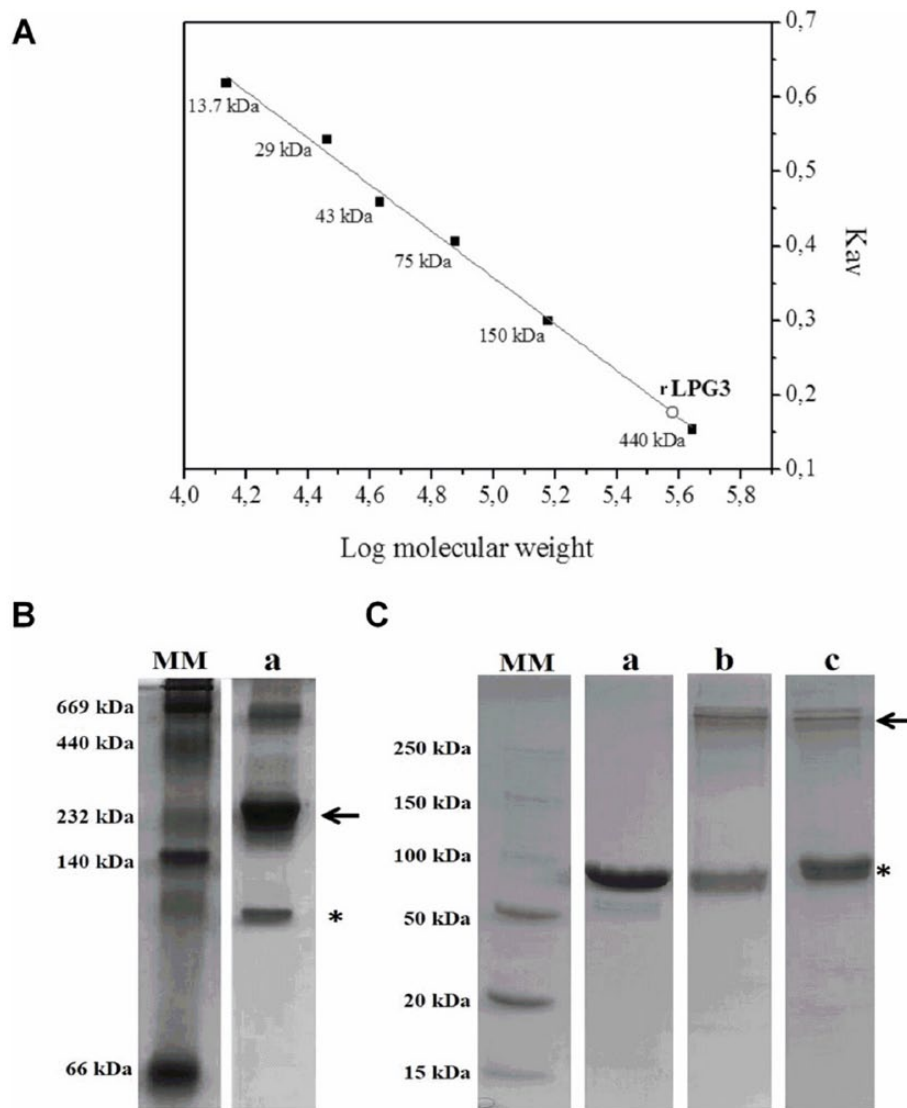 A
0,7
0,6
0,5
0,4
0,3
0,2
0,1
Kav
13.7 kDa
29 kDa
43 kDa
75 kDa
150 kDa
rLPG3
440 kDa
4,0 4,2 4,4 4,6 4,8 5,0 5,2 5,4 5,6 5,8
Log molecular weight
B
MM a
669 kDa
440 kDa
232 kDa
140 kDa
*
66 kDa
C
MM a b c
250 kDa
150 kDa
100 kDa
*
50 kDa
20 kDa
15 kDa